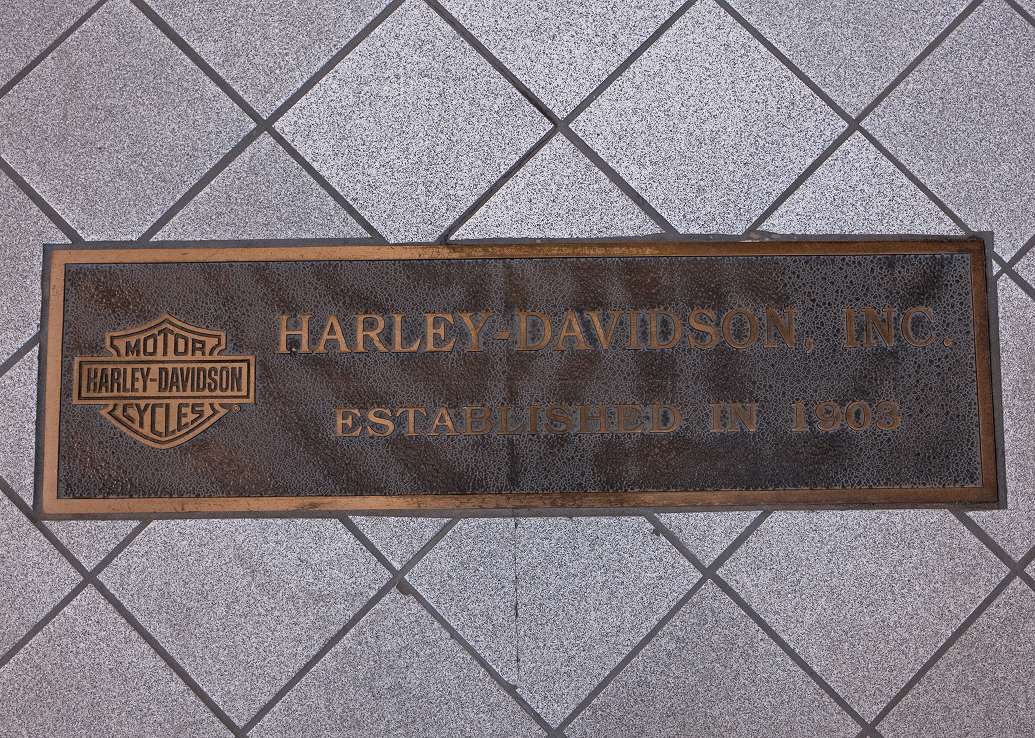 MOTOR
HARLEY-DAVIDSON
CYCLES
HARLEY-DAVIDSON, INC.
ESTABLISHED IN 1903